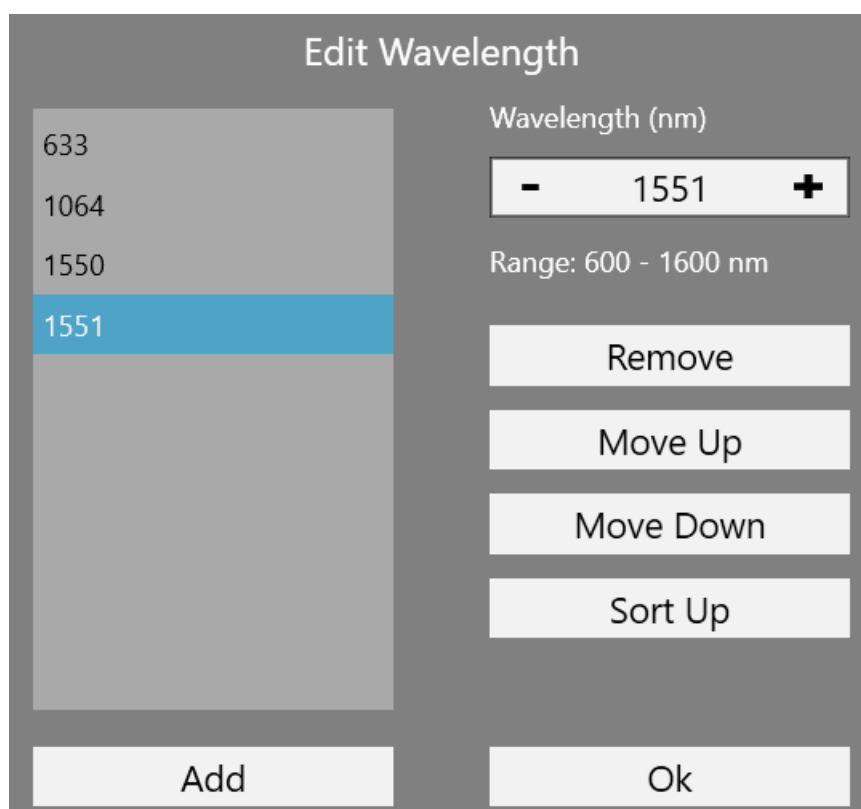 Edit Wavelength
633
1064
1550
1551
Add
Wavelength (nm)
- 1551 +
Range: 600 - 1600 nm
Remove
Move Up
Move Down
Sort Up
Ok